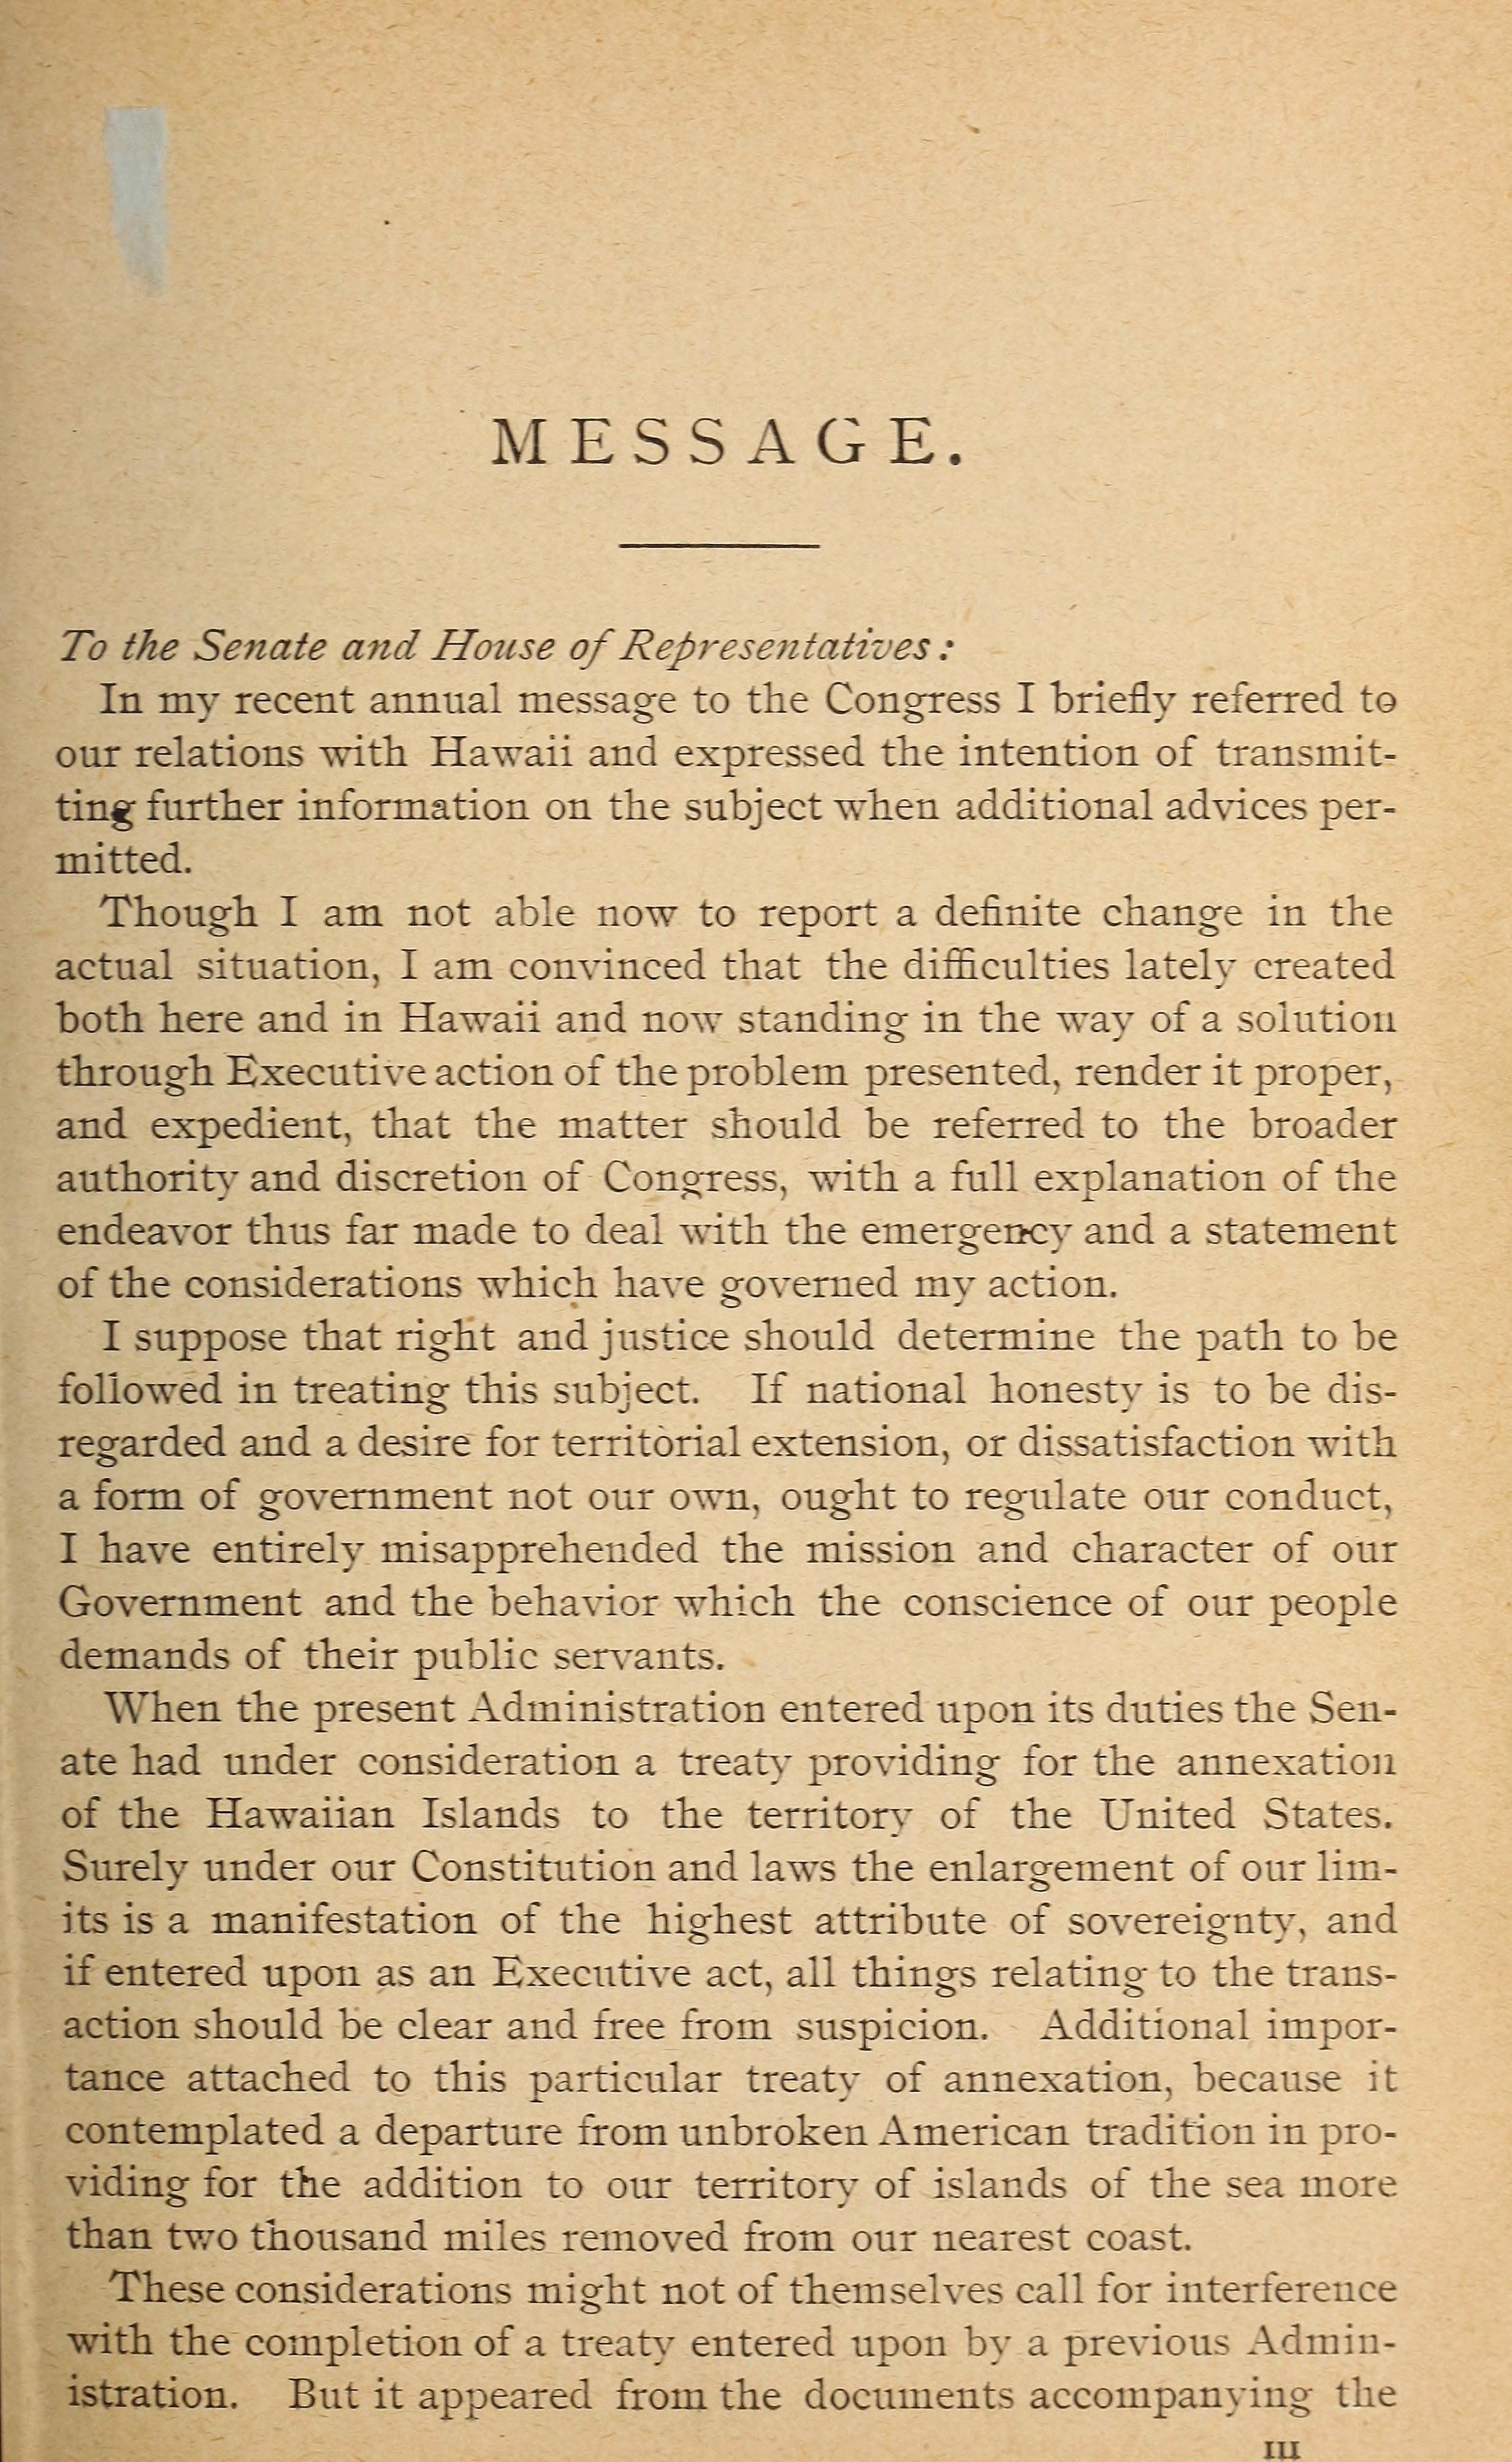 MESSAGE.
To the Senate and House of Representatives:
In my recent annual message to the Congress I briefly referred to
our relations with Hawaii and expressed the intention of transmit-
ting further information on the subject when additional advices per-
mitted.
Though I am not able now to report a definite change in the
actual situation, I am convinced that the difficulties lately created
both here and in Hawaii and now standing in the way of a solution
through Executive action of the problem presented, render it proper,
and expedient, that the matter should be referred to the broader
authority and discretion of Congress, with a full explanation of the
endeavor thus far made to deal with the emergency and a statement
of the considerations which have governed my action.
I suppose that right and justice should determine the path to be
followed in treating this subject. If national honesty is to be dis-
regarded and a desire for territorial extension, or dissatisfaction with
a form of government not our own, ought to regulate our conduct,
I have entirely misapprehended the mission and character of our
Government and the behavior which the conscience of our people
demands of their public servants.
When the present Administration entered upon its duties the Sen-
ate had under consideration a treaty providing for the annexation
of the Hawaiian Islands to the territory of the United States.
Surely under our Constitution and laws the enlargement of our lim-
its is a manifestation of the highest attribute of sovereignty, and
if entered upon as an Executive act, all things relating to the trans-
action should be clear and free from suspicion. Additional impor-
tance attached to this particular treaty of annexation, because it
contemplated a departure from unbroken American tradition in pro-
viding for the addition to our territory of islands of the sea more
than two thousand miles removed from our nearest coast.
These considerations might not of themselves call for interference
with the completion of a treaty entered upon by a previous Admin-
istration. But it appeared from the documents accompanying the
III